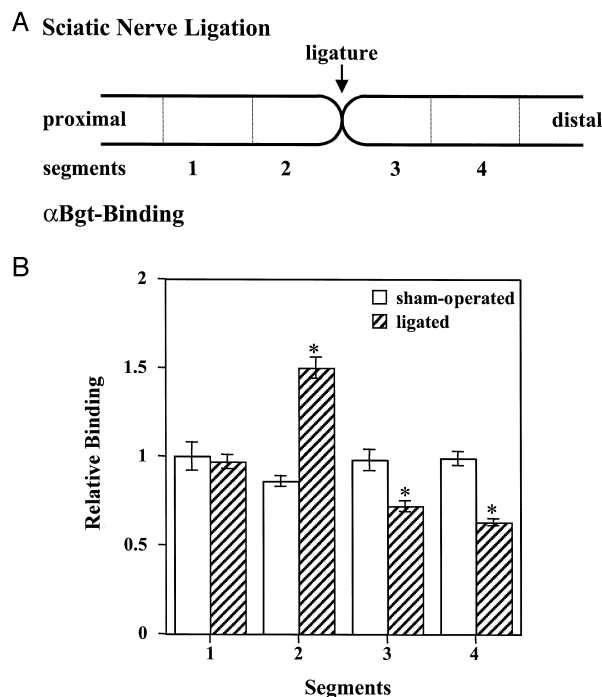 A Sciatic Nerve Ligation
ligature
proximal distal
segments 1 2 3 4
αBgt-Binding
B
2
sham-operated
ligated
1.5
*
Relative Binding
1
*
*
0.5
0
1 2 3 4
Segments